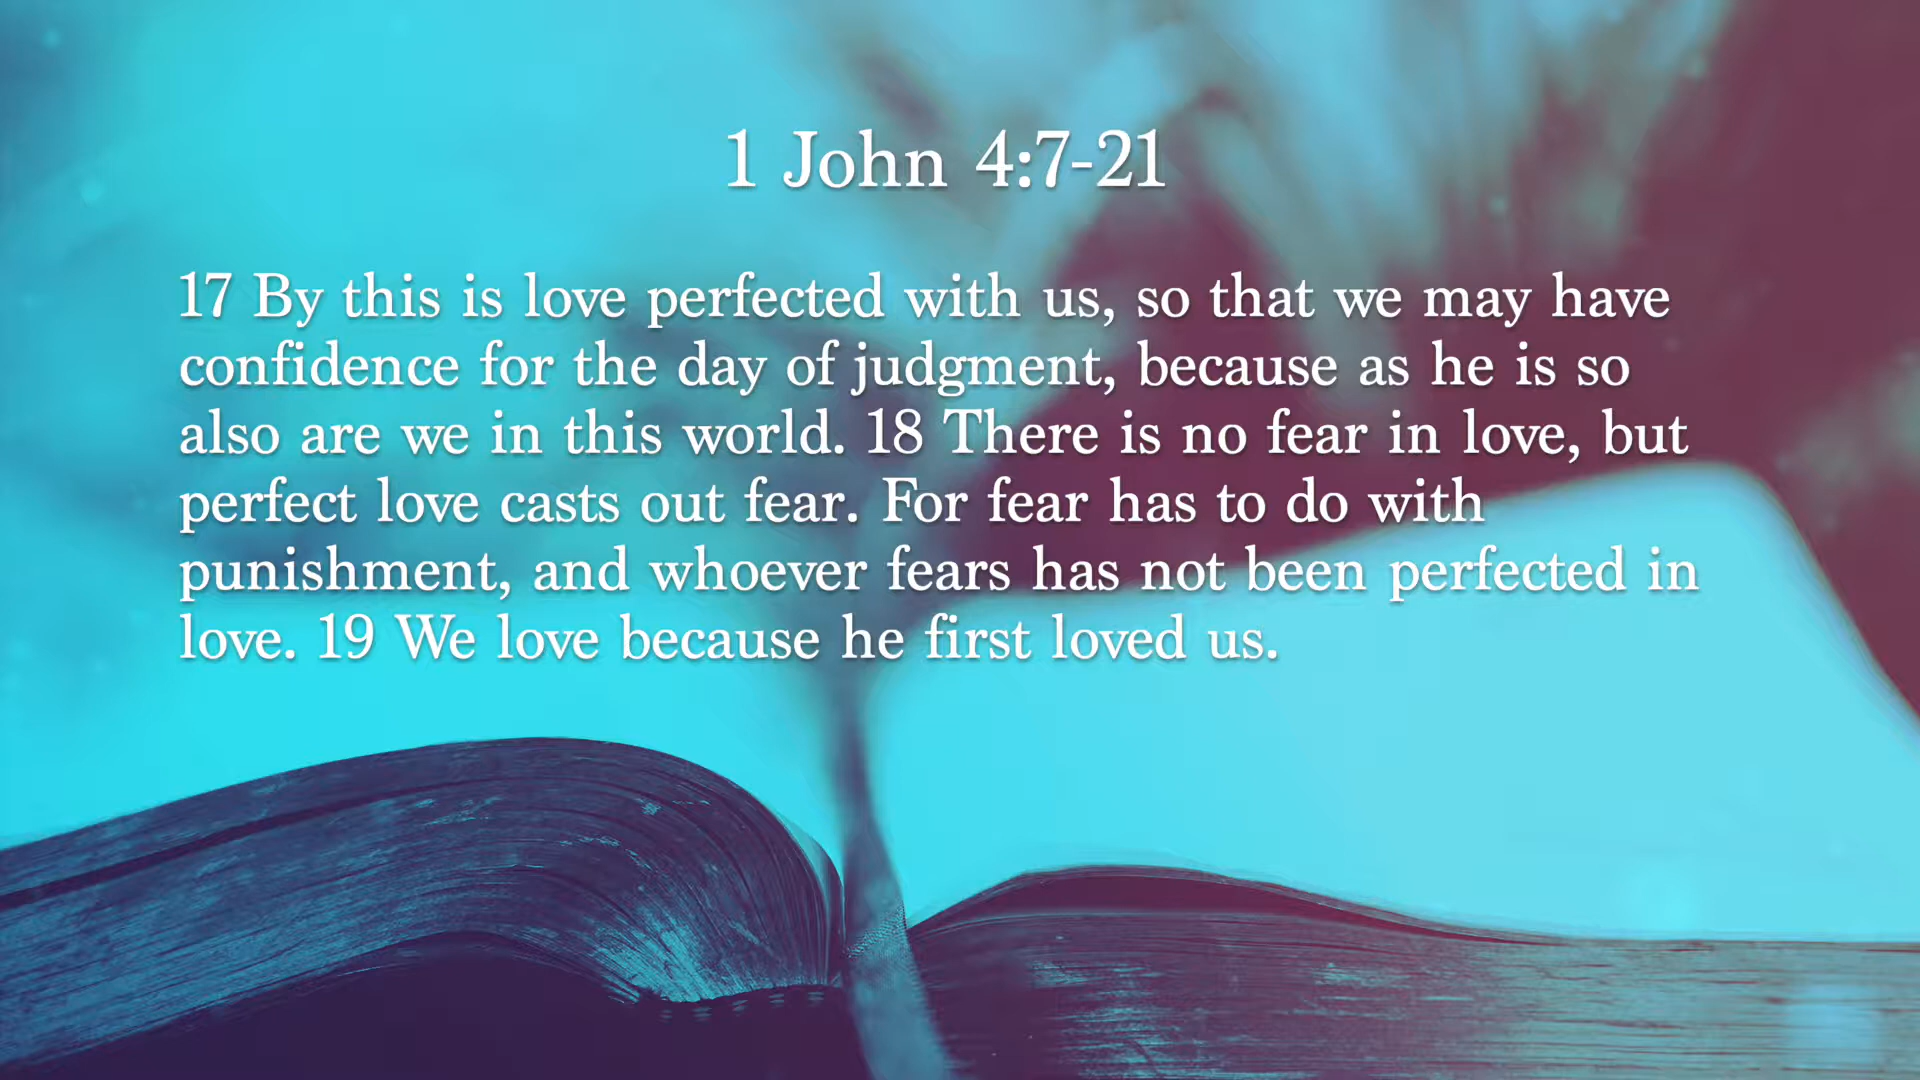 1 John 4:7-21
17 By this is love perfected with us, so that we may have
confidence for the day of judgment, because as he is so
also are we in this world. 18 There is no fear in love, but
perfect love casts out fear. For fear has to do with
punishment, and whoever fears has not been perfected in
love. 19 We love because he first loved us.